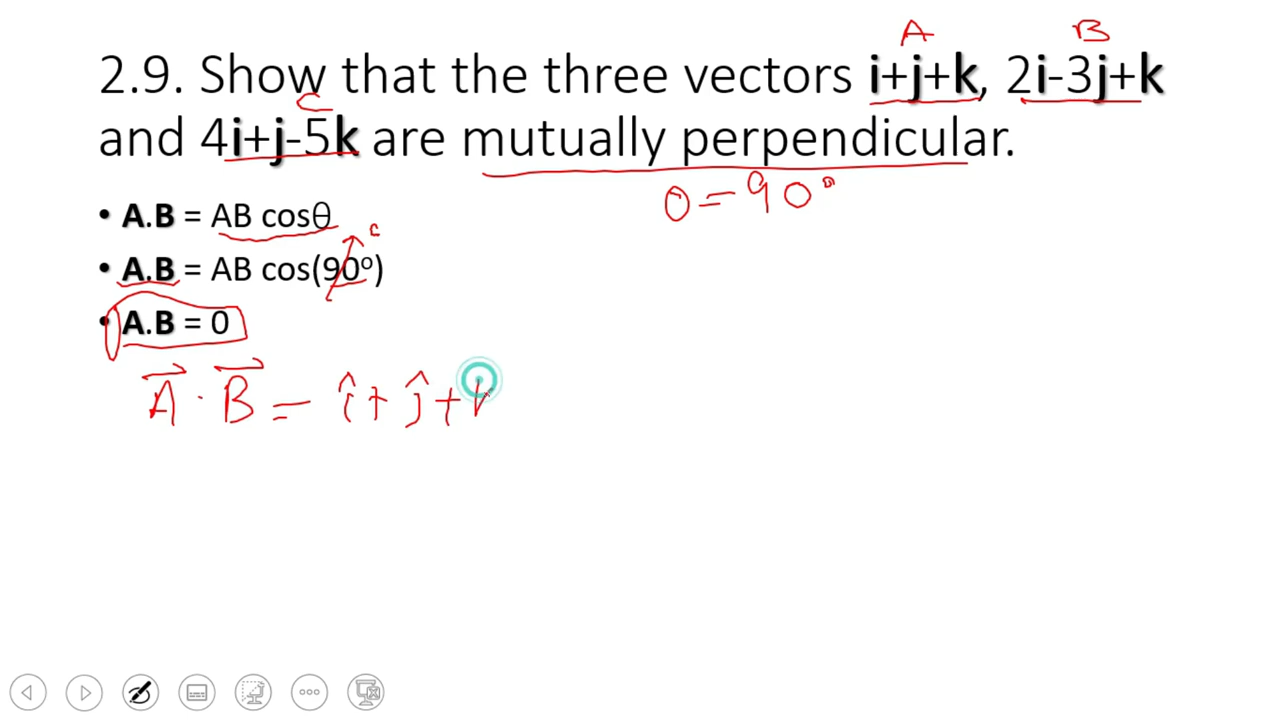 A B
2.9. Show that the three vectors i+j+k, 2i-3j+k
C
and 4i+j-5k are mutually perpendicular.
θ = 90°
• A.B = AB cosθ
• A.B = AB cos(90º)
• A.B = 0
A · B = î + ĵ +